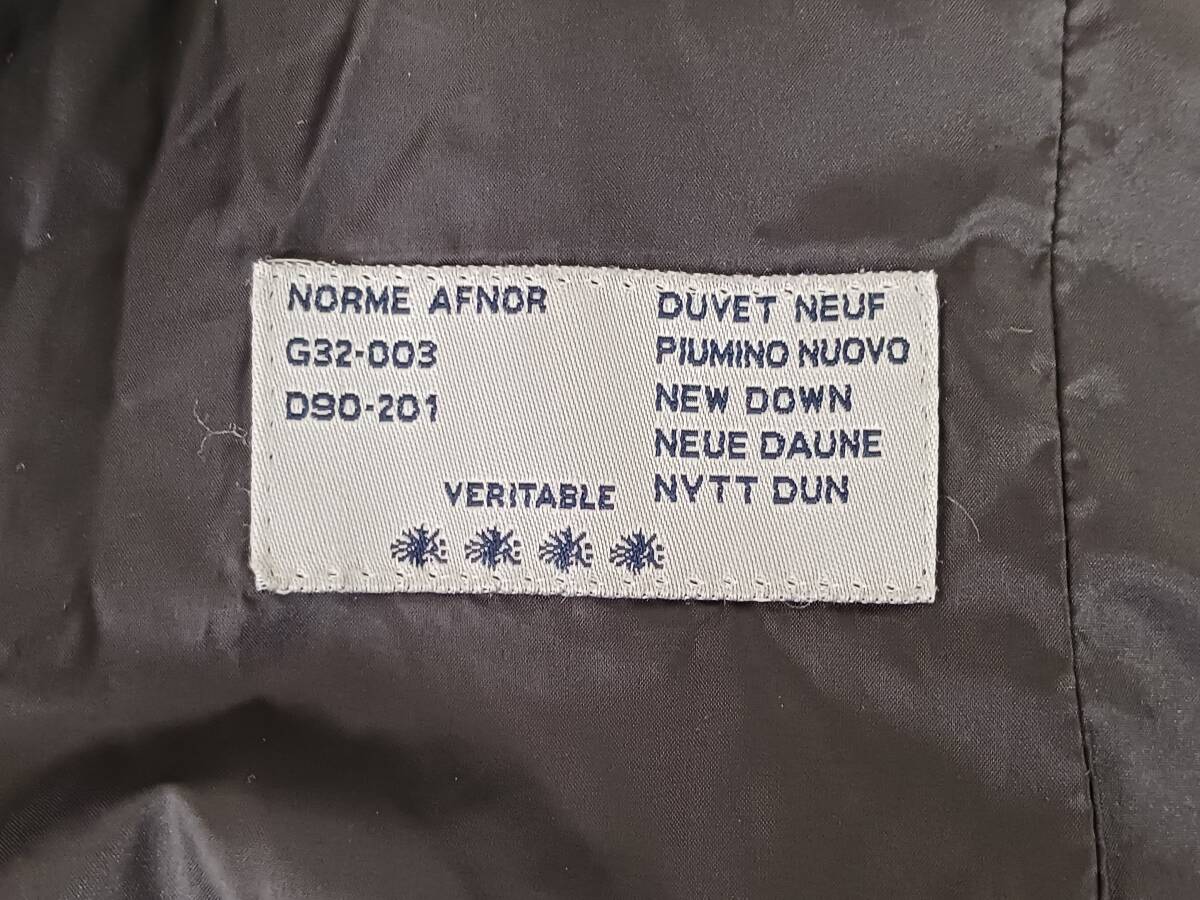 NORME AFNOR
G32-003
D90-201
VERITABLE
DUVET NEUF
PIUMINO NUOVO
NEW DOWN
NEUE DAUNE
NYTT DUN